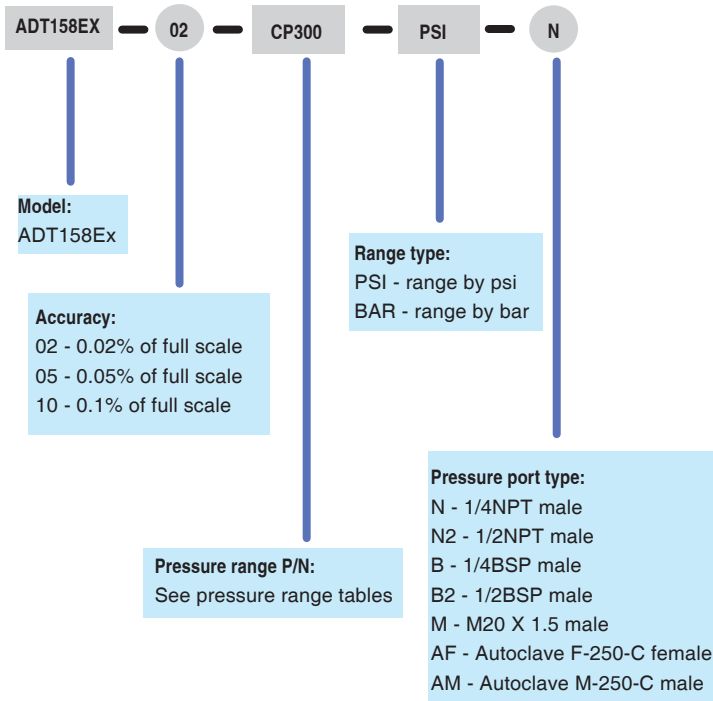 ADT158EX 02 CP300 PSI N
Model:
ADT158Ex
Accuracy:
02 - 0.02% of full scale
05 - 0.05% of full scale
10 - 0.1% of full scale
Pressure range P/N:
See pressure range tables
Range type:
PSI - range by psi
BAR - range by bar
Pressure port type:
N - 1/4NPT male
N2 - 1/2NPT male
B - 1/4BSP male
B2 - 1/2BSP male
M - M20 X 1.5 male
AF - Autoclave F-250-C female
AM - Autoclave M-250-C male